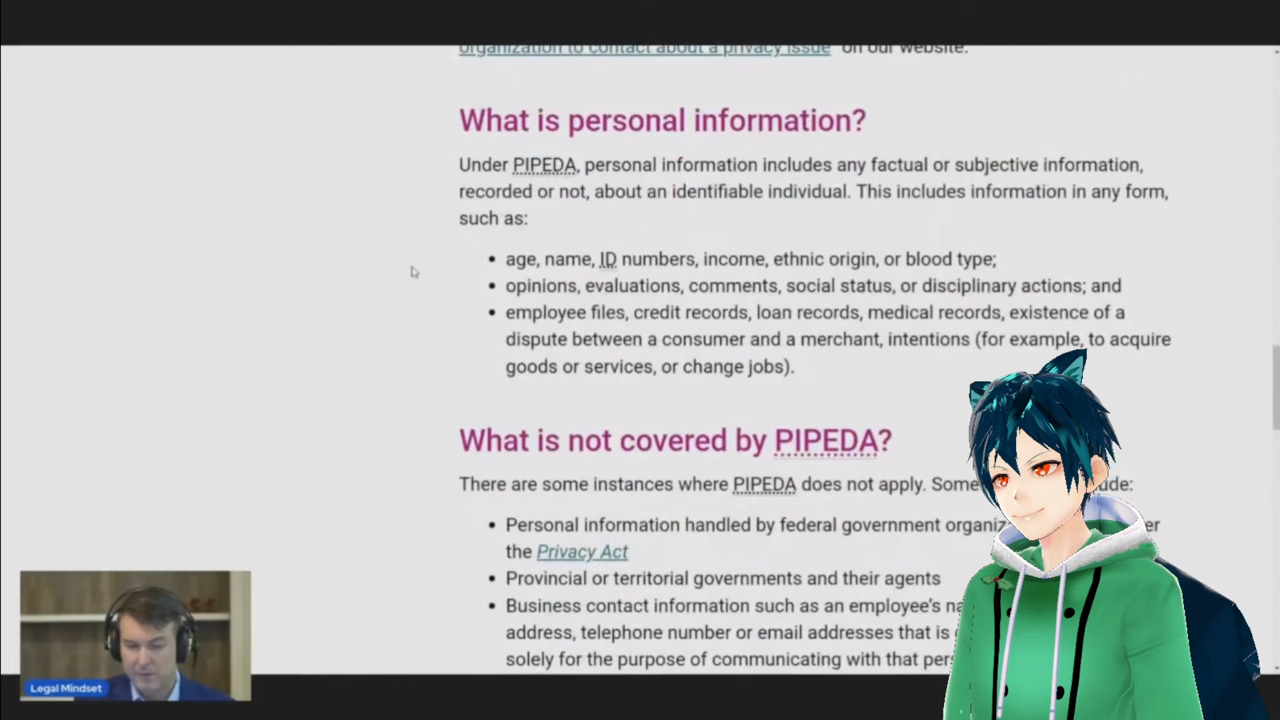 organization to contact about a privacy issue on our website.
What is personal information?
Under PIPEDA, personal information includes any factual or subjective information,
recorded or not, about an identifiable individual. This includes information in any form,
such as:
• age, name, ID numbers, income, ethnic origin, or blood type;
• opinions, evaluations, comments, social status, or disciplinary actions; and
• employee files, credit records, loan records, medical records, existence of a
dispute between a consumer and a merchant, intentions (for example, to acquire
goods or services, or change jobs).
What is not covered by PIPEDA?
There are some instances where PIPEDA does not apply. Some
• Personal information handled by federal government
the Privacy Act
• Provincial or territorial governments and their agents
• Business contact information such as an employee's
address, telephone number or email addresses that is
solely for the purpose of communicating with that
Legal Mindset